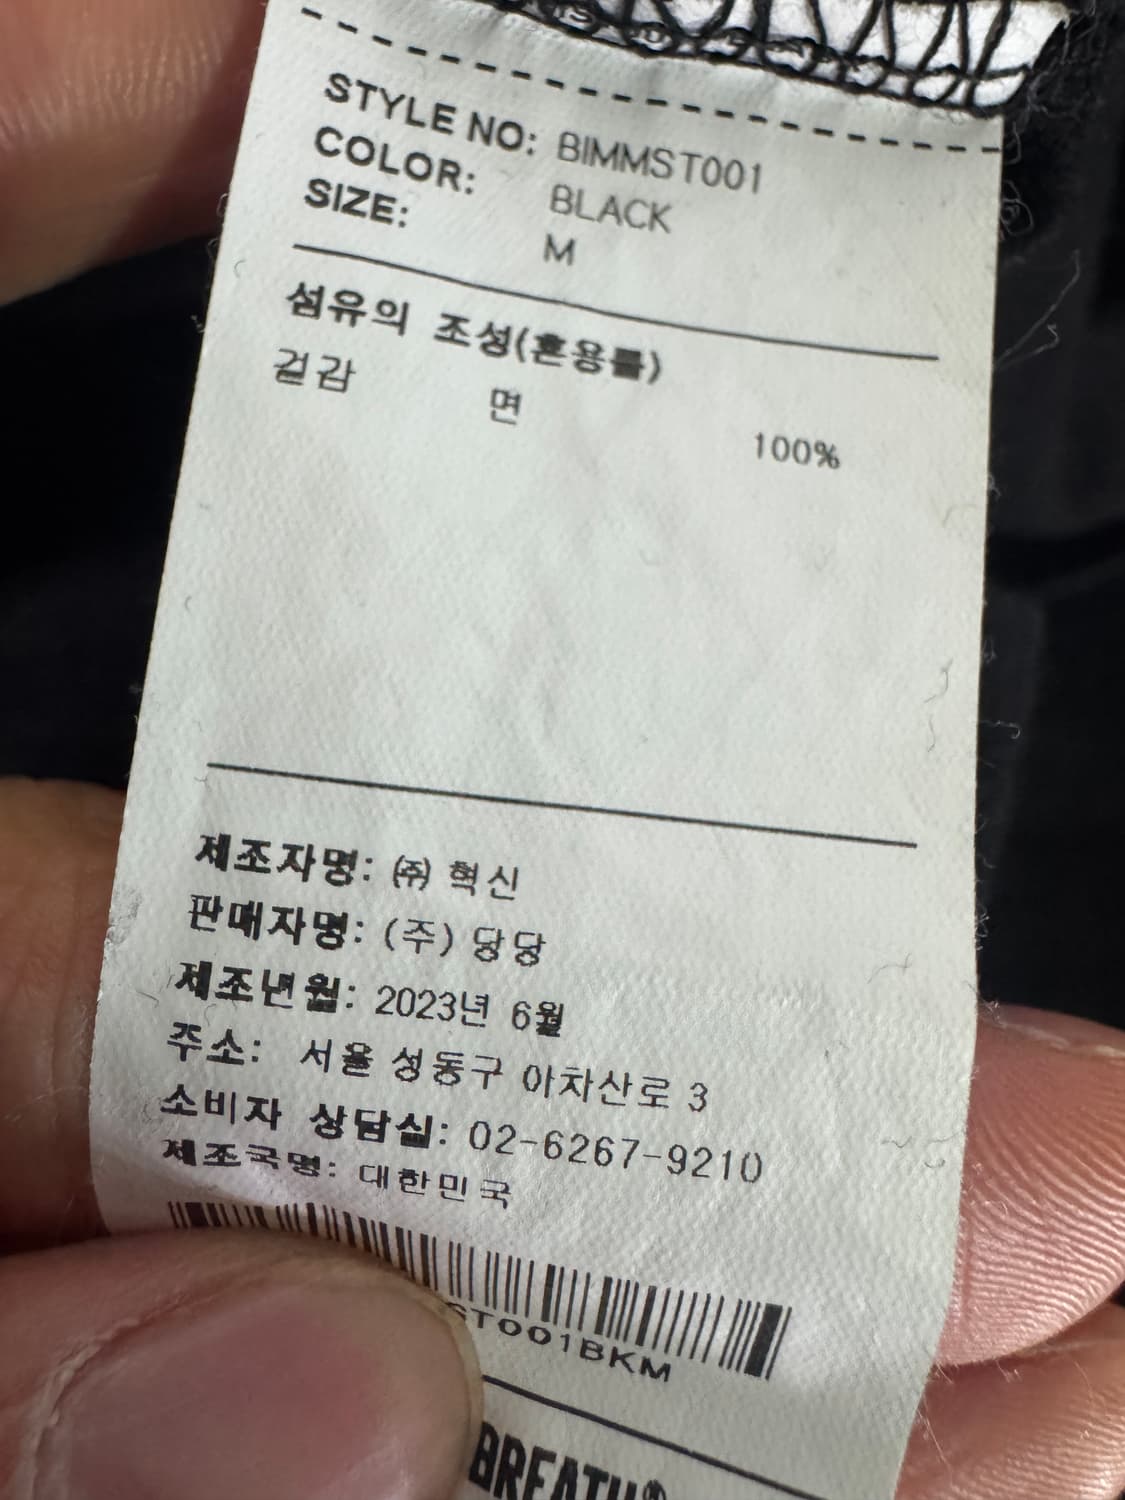 STYLE NO: BIMMST001
COLOR: BLACK
SIZE: M
섬유의 조성(혼용률)
겉감 면 100%
제조자명: ㈜ 혁신
판매자명: (주) 당당
제조년월: 2023년 6월
주소: 서울 성동구 아차산로 3
소비자 상담실: 02-6267-9210
제조국명: 대한민국
ST001BKM
BREATH®